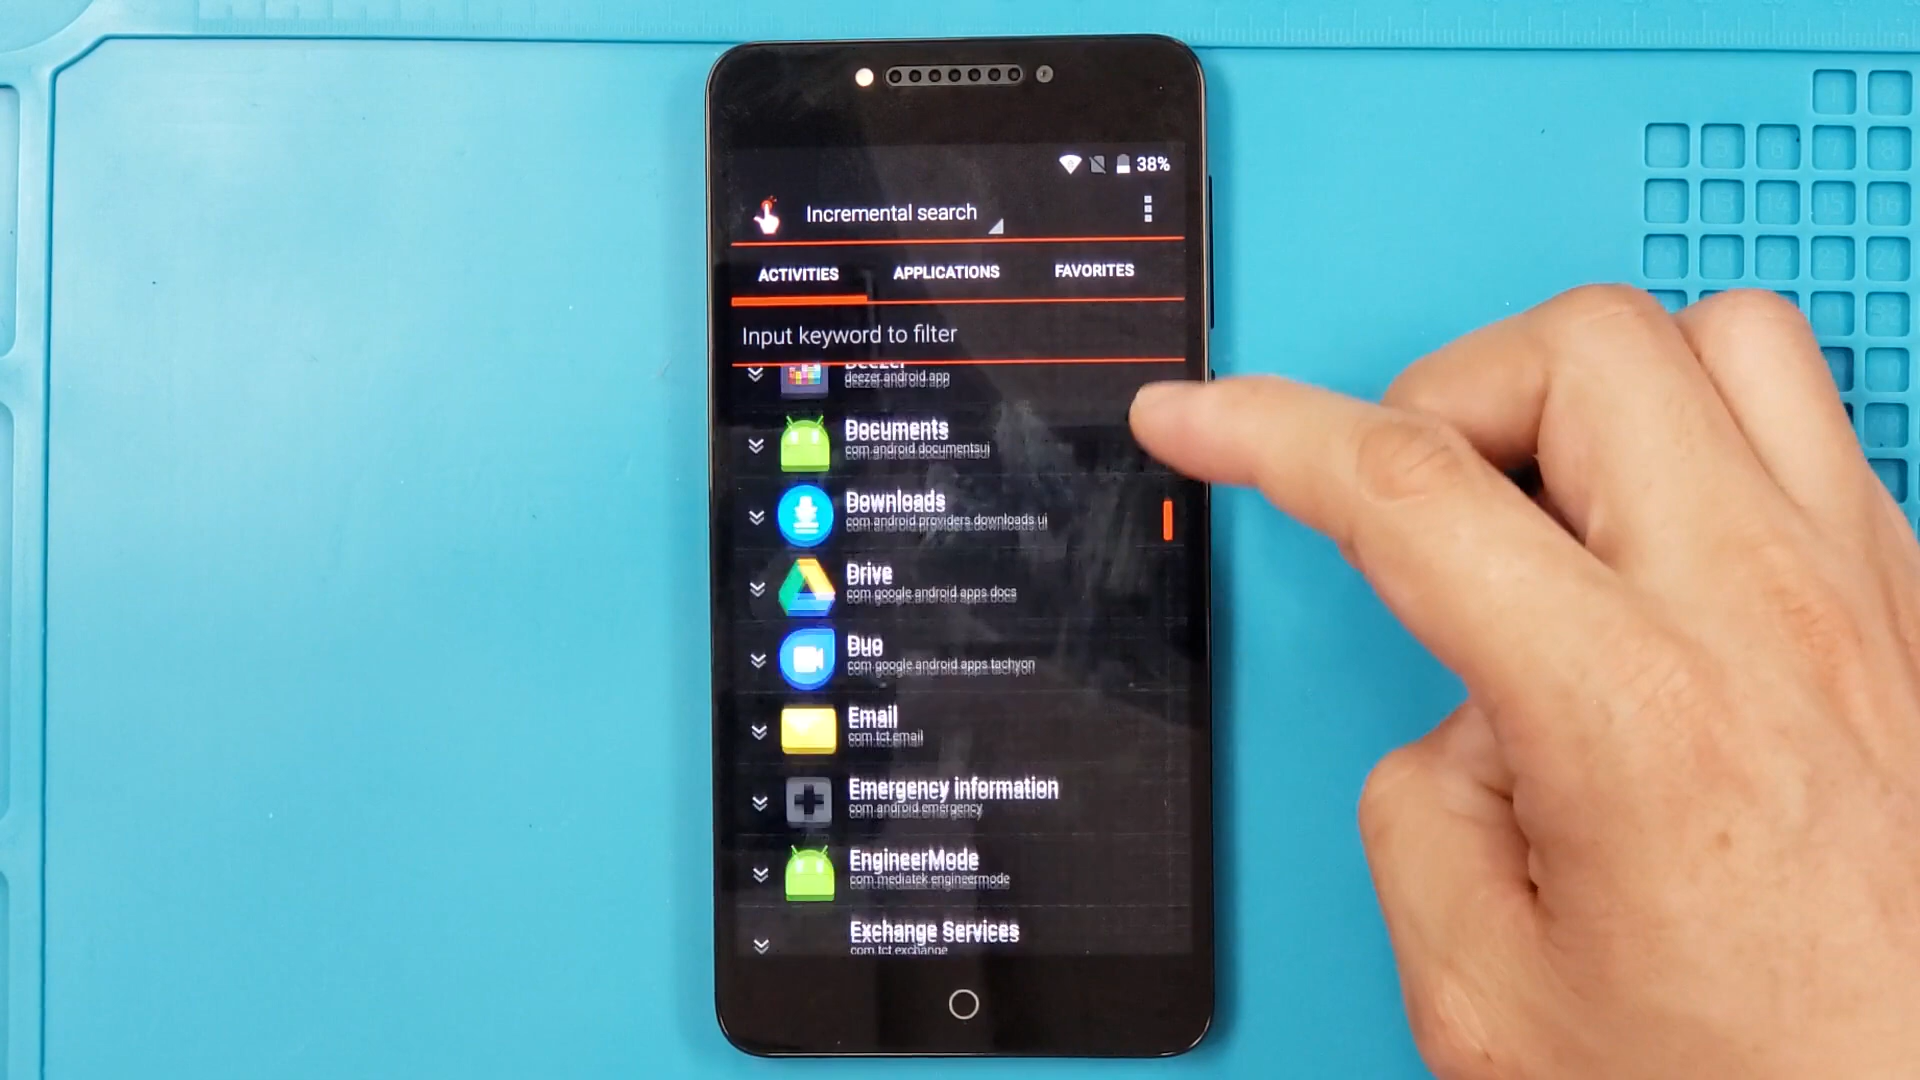 38%
Incremental search
ACTIVITIES APPLICATIONS FAVORITES
Input keyword to filter
Deezer
deezer.android.app
Documents
com.android.documentsui
Downloads
com.android.providers.downloads.ui
Drive
com.google.android.apps.docs
Duo
com.google.android.apps.tachyon
Email
com.tct.email
Emergency information
com.android.emergency
EngineerMode
com.mediatek.engineermode
Exchange Services
com.tct.exchange